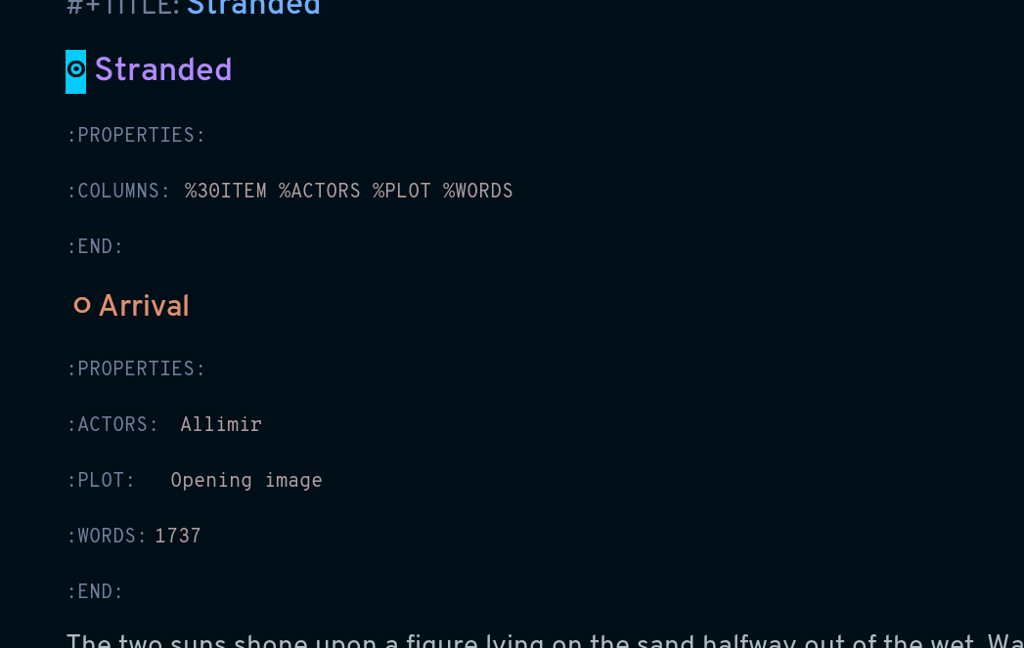 #+TITLE: Stranded
Stranded
:PROPERTIES:
:COLUMNS: %30ITEM %ACTORS %PLOT %WORDS
:END:
Arrival
:PROPERTIES:
:ACTORS: Allimir
:PLOT: Opening image
:WORDS: 1737
:END:
The two suns shone upon a figure lying on the sand halfway out of the wet. Wa